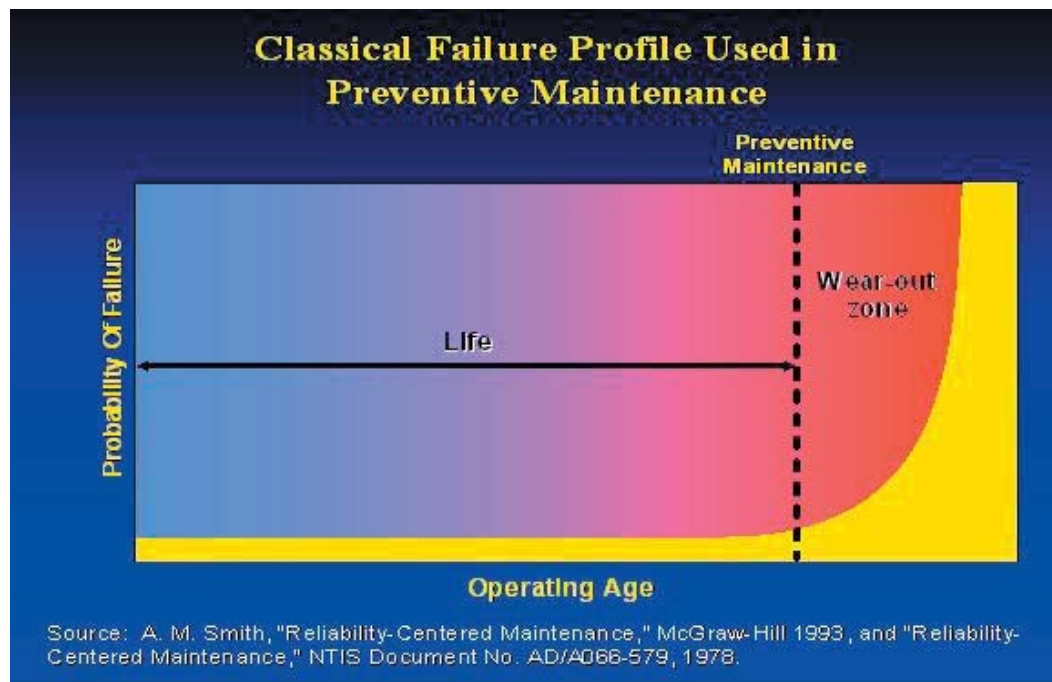 Classical Failure Profile Used in
Preventive Maintenance
Preventive
Maintenance
Wear-out
zone
Life
Probability Of Failure
Operating Age
Source: A. M. Smith, "Reliability-Centered Maintenance," McGraw-Hill 1993, and "Reliability-
Centered Maintenance," NTIS Document No. AD/A066-579, 1978.